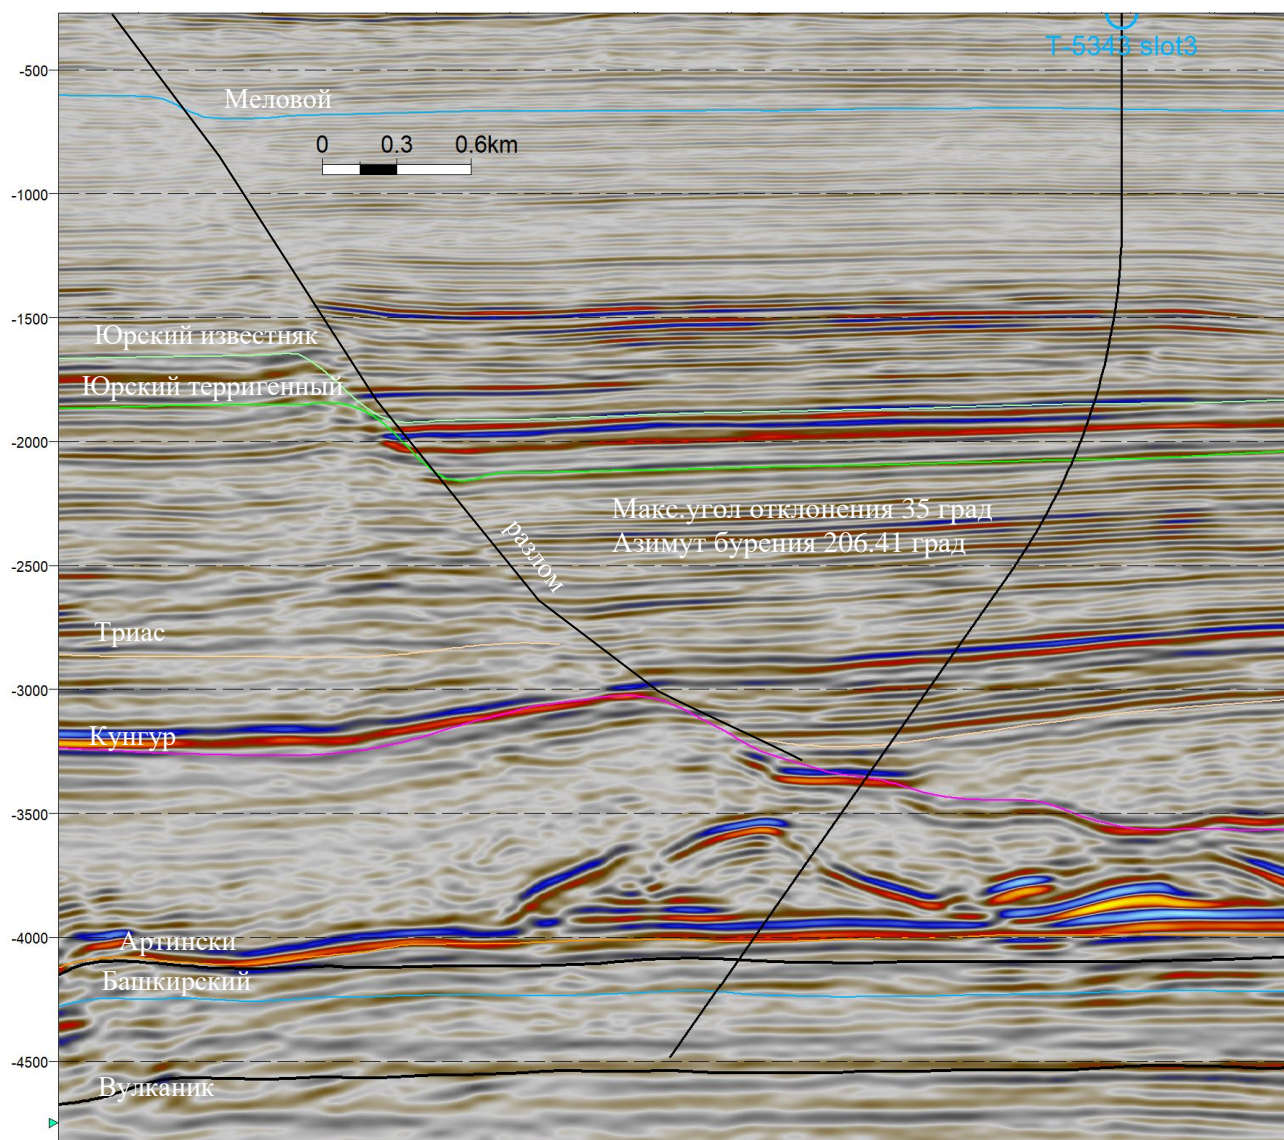 T-5343 slot3
-500
Меловой
0 0.3 0.6km
-1000
-1500
Юрский известняк
Юрский терригенный
-2000
Макс.угол отклонения 35 град
Азимут бурения 206.41 град
разлом
-2500
Триас
-3000
Кунгур
-3500
Артински
-4000
Башкирский
-4500
Вулканик